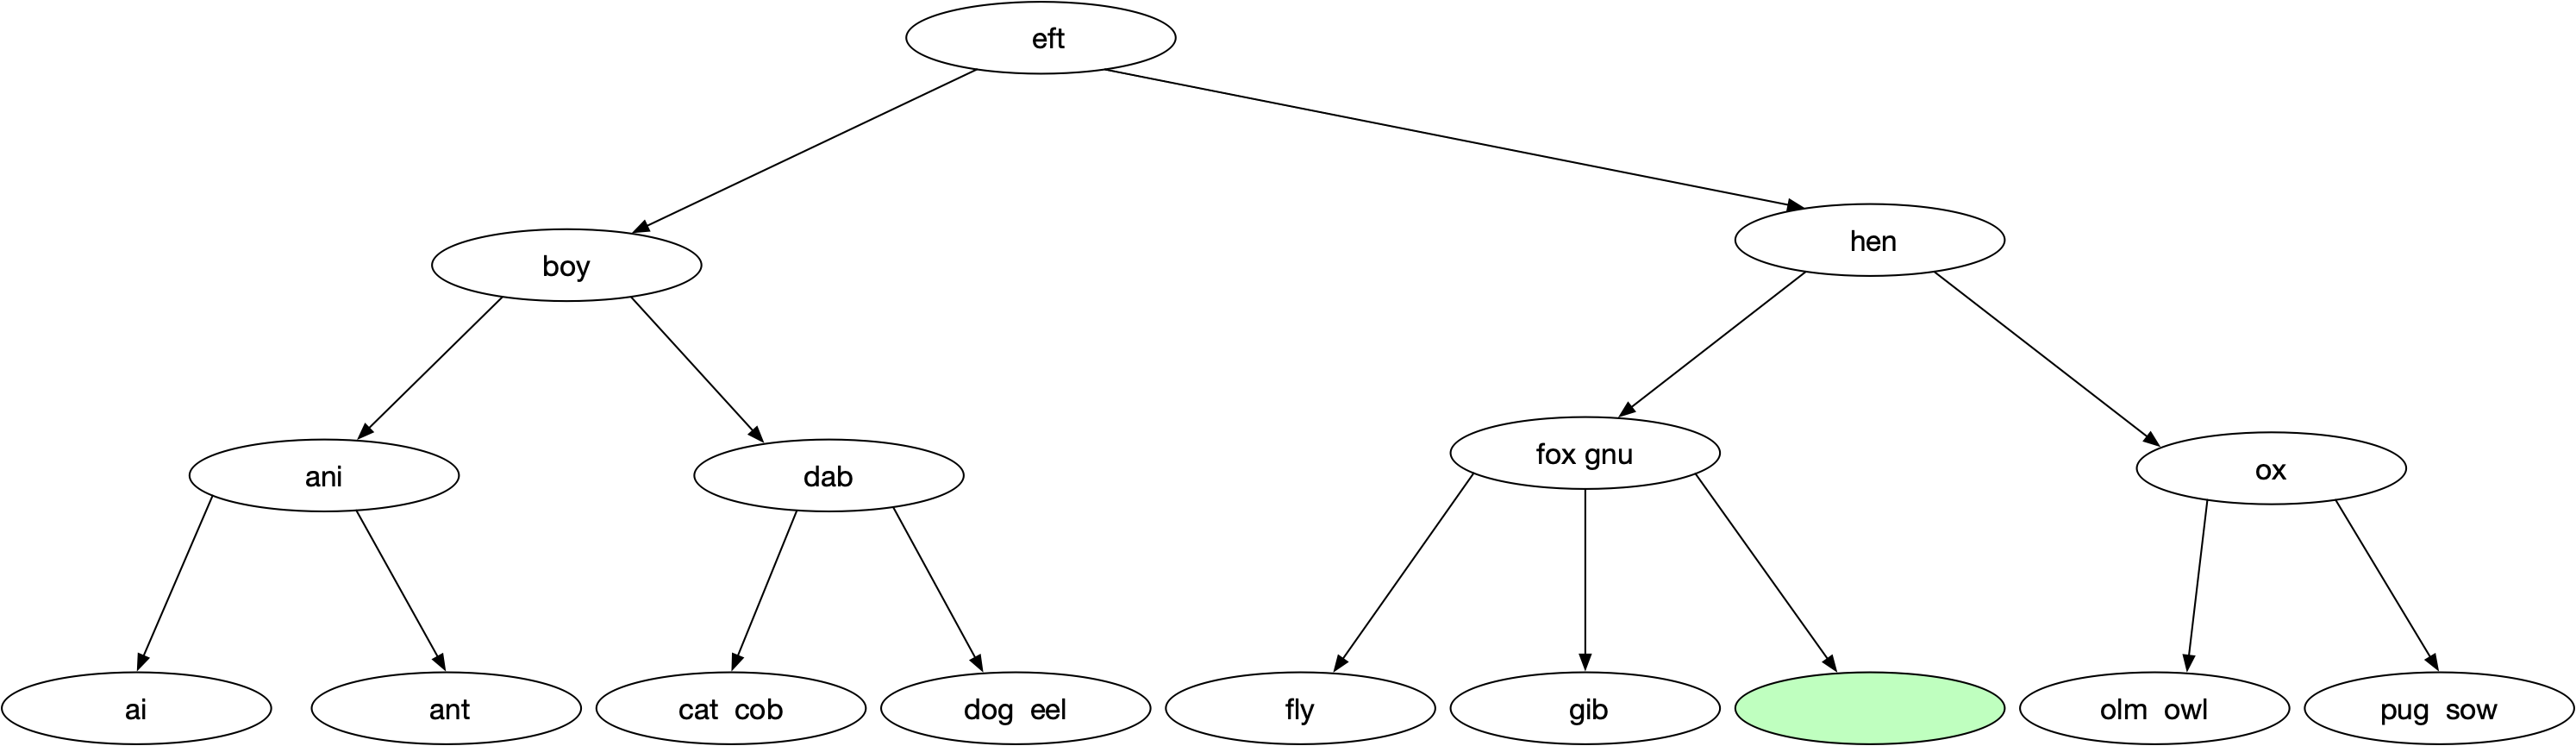 eft
boy
hen
ani
dab
fox gnu
ox
ai
ant
cat cob
dog eel
fly
gib
olm owl
pug sow